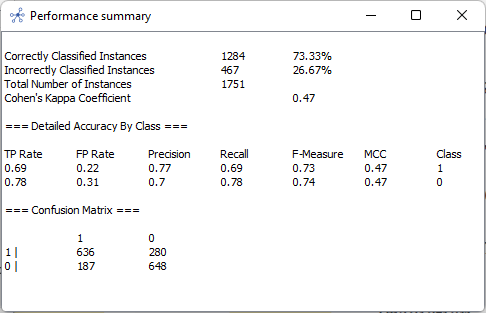 Performance summary
Correctly Classified Instances 1284 73.33%
Incorrectly Classified Instances 467 26.67%
Total Number of Instances 1751
Cohen's Kappa Coefficient 0.47
=== Detailed Accuracy By Class ===
TP Rate FP Rate Precision Recall F-Measure MCC Class
0.69 0.22 0.77 0.69 0.73 0.47 1
0.78 0.31 0.7 0.78 0.74 0.47 0
=== Confusion Matrix ===
1 0
1 | 636 280
0 | 187 648